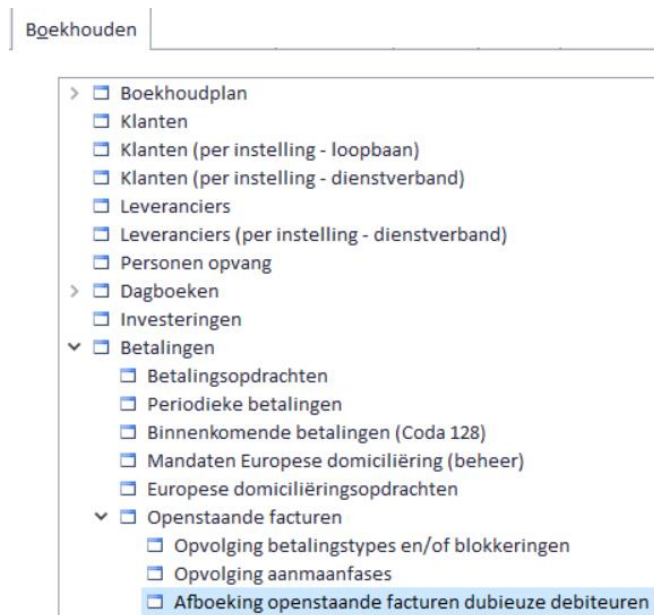 Boekhouden
Boekhoudplan
Klanten
Klanten (per instelling - loopbaan)
Klanten (per instelling - dienstverband)
Leveranciers
Leveranciers (per instelling - dienstverband)
Personen opvang
Dagboeken
Investeringen
Betalingen
Betalingsopdrachten
Periodieke betalingen
Binnenkomende betalingen (Coda 128)
Mandaten Europese domiciliëring (beheer)
Europese domiciliëringsopdrachten
Openstaande facturen
Opvolging betalingstypes en/of blokkeringen
Opvolging aanmaanfases
Afboeking openstaande facturen dubieuze debiteuren